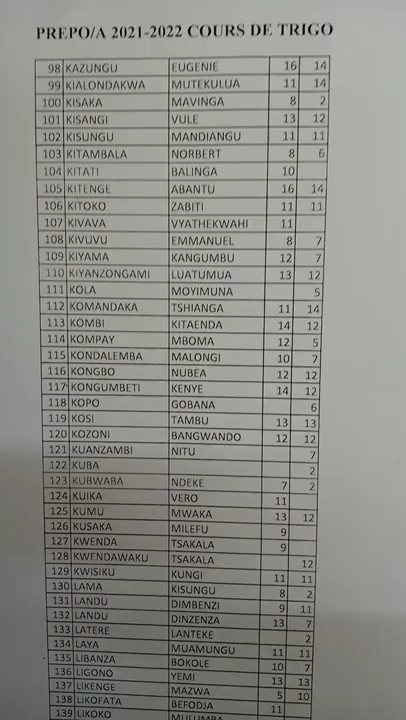 PREPO/A 2021-2022 COURS DE TRIGO
98 KAZUNGU EUGENIE 16 14
99 KIALONDAKWA MUTEKULUA 11 14
100 KISAKA MAVINGA 8 2
101 KISANGI VULE 13 12
102 KISUNGU MANDIANGU 11 11
103 KITAMBALA NORBERT 8 6
104 KITATI BALINGA 10
105 KITENGE ABANTU 16 14
106 KITOKO ZABITI 11 11
107 KIVAVA VYATHEKWAHI 11
108 KIVUVU EMMANUEL 8 7
109 KIYAMA KANGUMBU 12 7
110 KIYANZONGAMI LUATUMUA 13 12
111 KOLA MOYIMUNA 5
112 KOMANDAKA TSHIANGA 11 14
113 KOMBI KITAENDA 14 12
114 KOMPAY MBOMA 12 5
115 KONDALEMBA MALONGI 10 7
116 KONGBO NUBEA 12 12
117 KONGUMBETI KENYE 14 12
118 KOPO GOBANA 6
119 KOSI TAMBU 13 13
120 KOZONI BANGWANDO 12 12
121 KUANZAMBI NITU 7
122 KUBA 2
123 KUBWABA NDEKE 7 2
124 KUIKA VERO 11
125 KUMU MWAKA 13 12
126 KUSAKA MILEFU 9
127 KWENDA TSAKALA 9
128 KWENDAWAKU TSAKALA 12
129 KWISIKU KUNGI 11 11
130 LAMA KISUNGU 8 2
131 LANDU DIMBENZI 9 11
132 LANDU DINZENZA 13 7
133 LATERE LANTEKE 2
134 LAYA MUAMUNGU 11 11
135 LIBANZA BOKOLE 10 7
136 LIGONO YEMI 13 13
137 LIKENGE MAZWA 5 10
138 LIKOFATA BEFODJA 11
139 LIKOKO